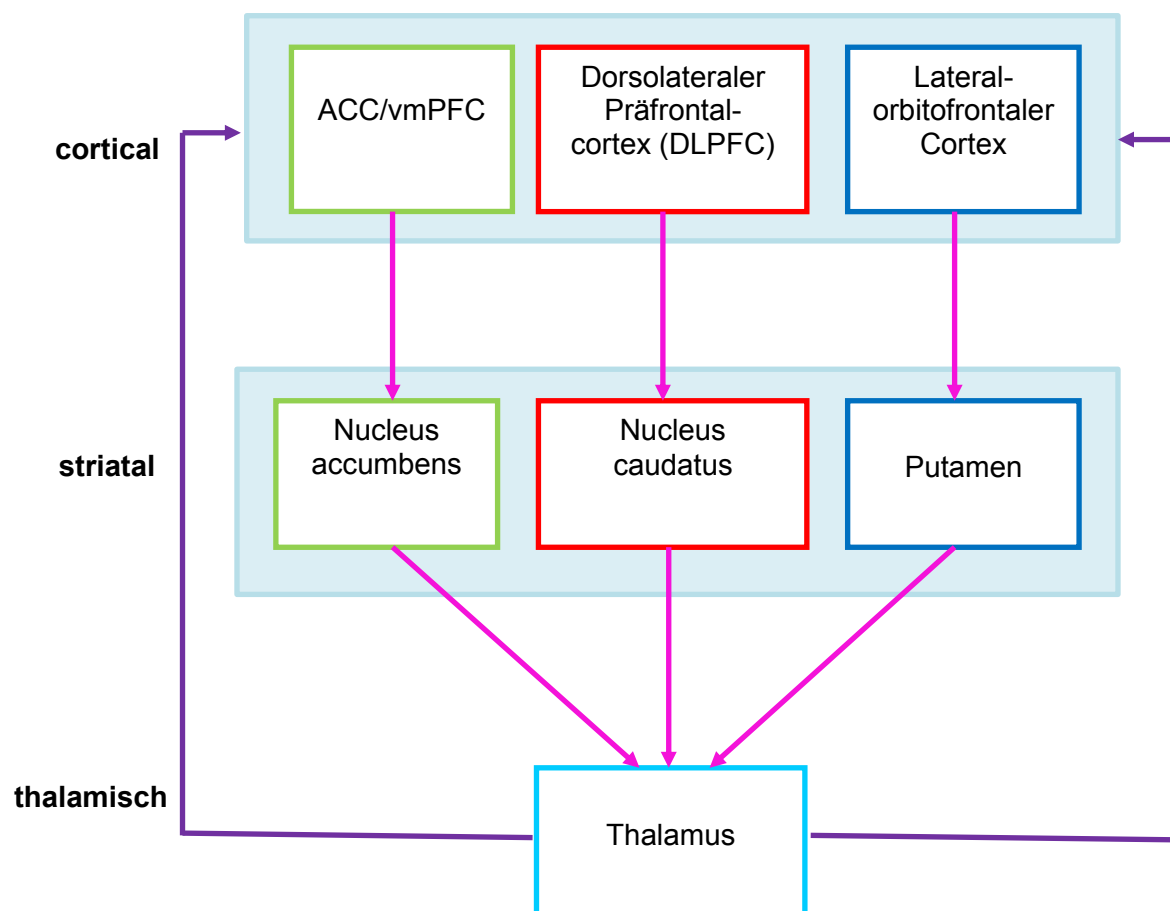 cortical
ACC/vmPFC
Dorsolateraler
Präfrontal-
cortex (DLPFC)
Lateral-
orbitofrontaler
Cortex
striatal
Nucleus
accumbens
Nucleus
caudatus
Putamen
thalamisch
Thalamus